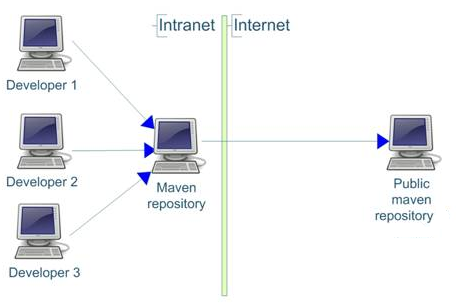 Intranet
Internet
Developer 1
Developer 2
Maven
repository
Public
maven
repository
Developer 3